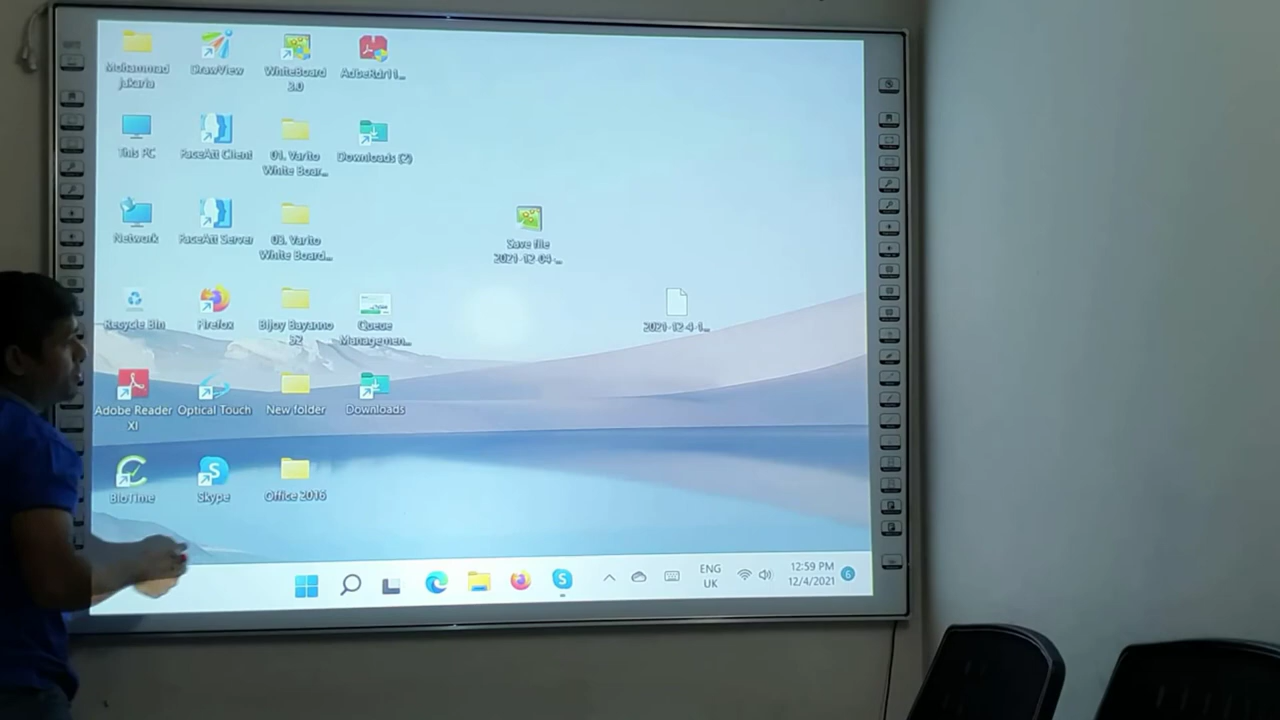 Mohammad
Jakaria
DrawView
WhiteBoard
3.0
AdbeRdr11...
This PC
FaceAtt Client
01. Varito
White Boar...
Downloads (2)
Network
FaceAtt Server
03. Varito
White Board...
Save file
2021-12-04-...
Recycle Bin
Firefox
Bijoy Bayanno
52
Queue
Managemen...
2021-12-4-1...
Adobe Reader
XI
Optical Touch
New folder
Downloads
BioTime
Skype
Office 2016
ENG
UK
12:59 PM
12/4/2021
6